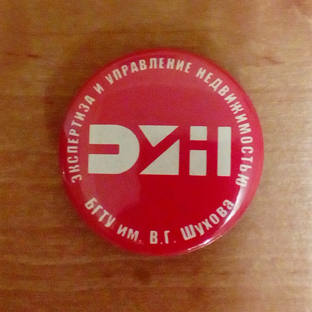 ЭКСПЕРТИЗА И УПРАВЛЕНИЕ НЕДВИЖИМОСТЬЮ
ЭУН
БГТУ им. В.Г. Шухова